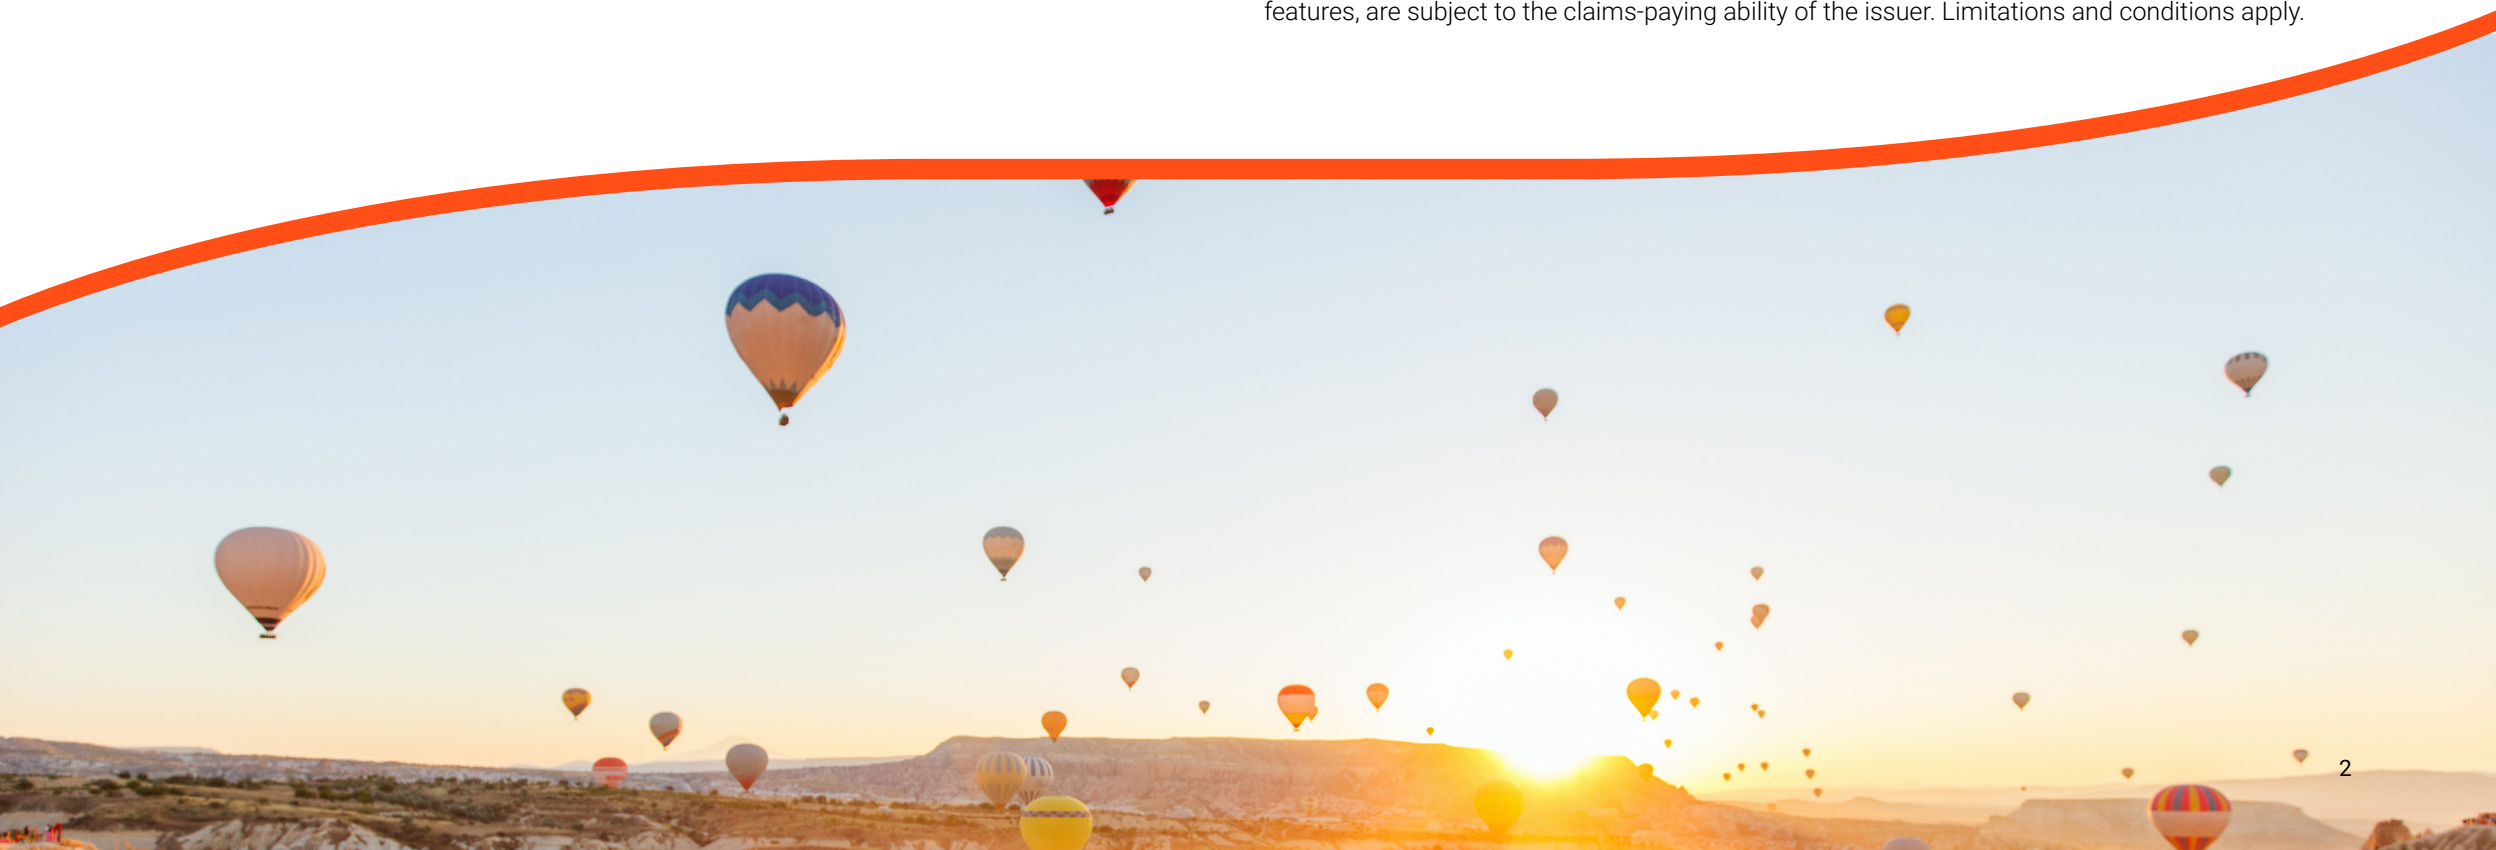 features, are subject to the claims-paying ability of the issuer. Limitations and conditions apply.
2